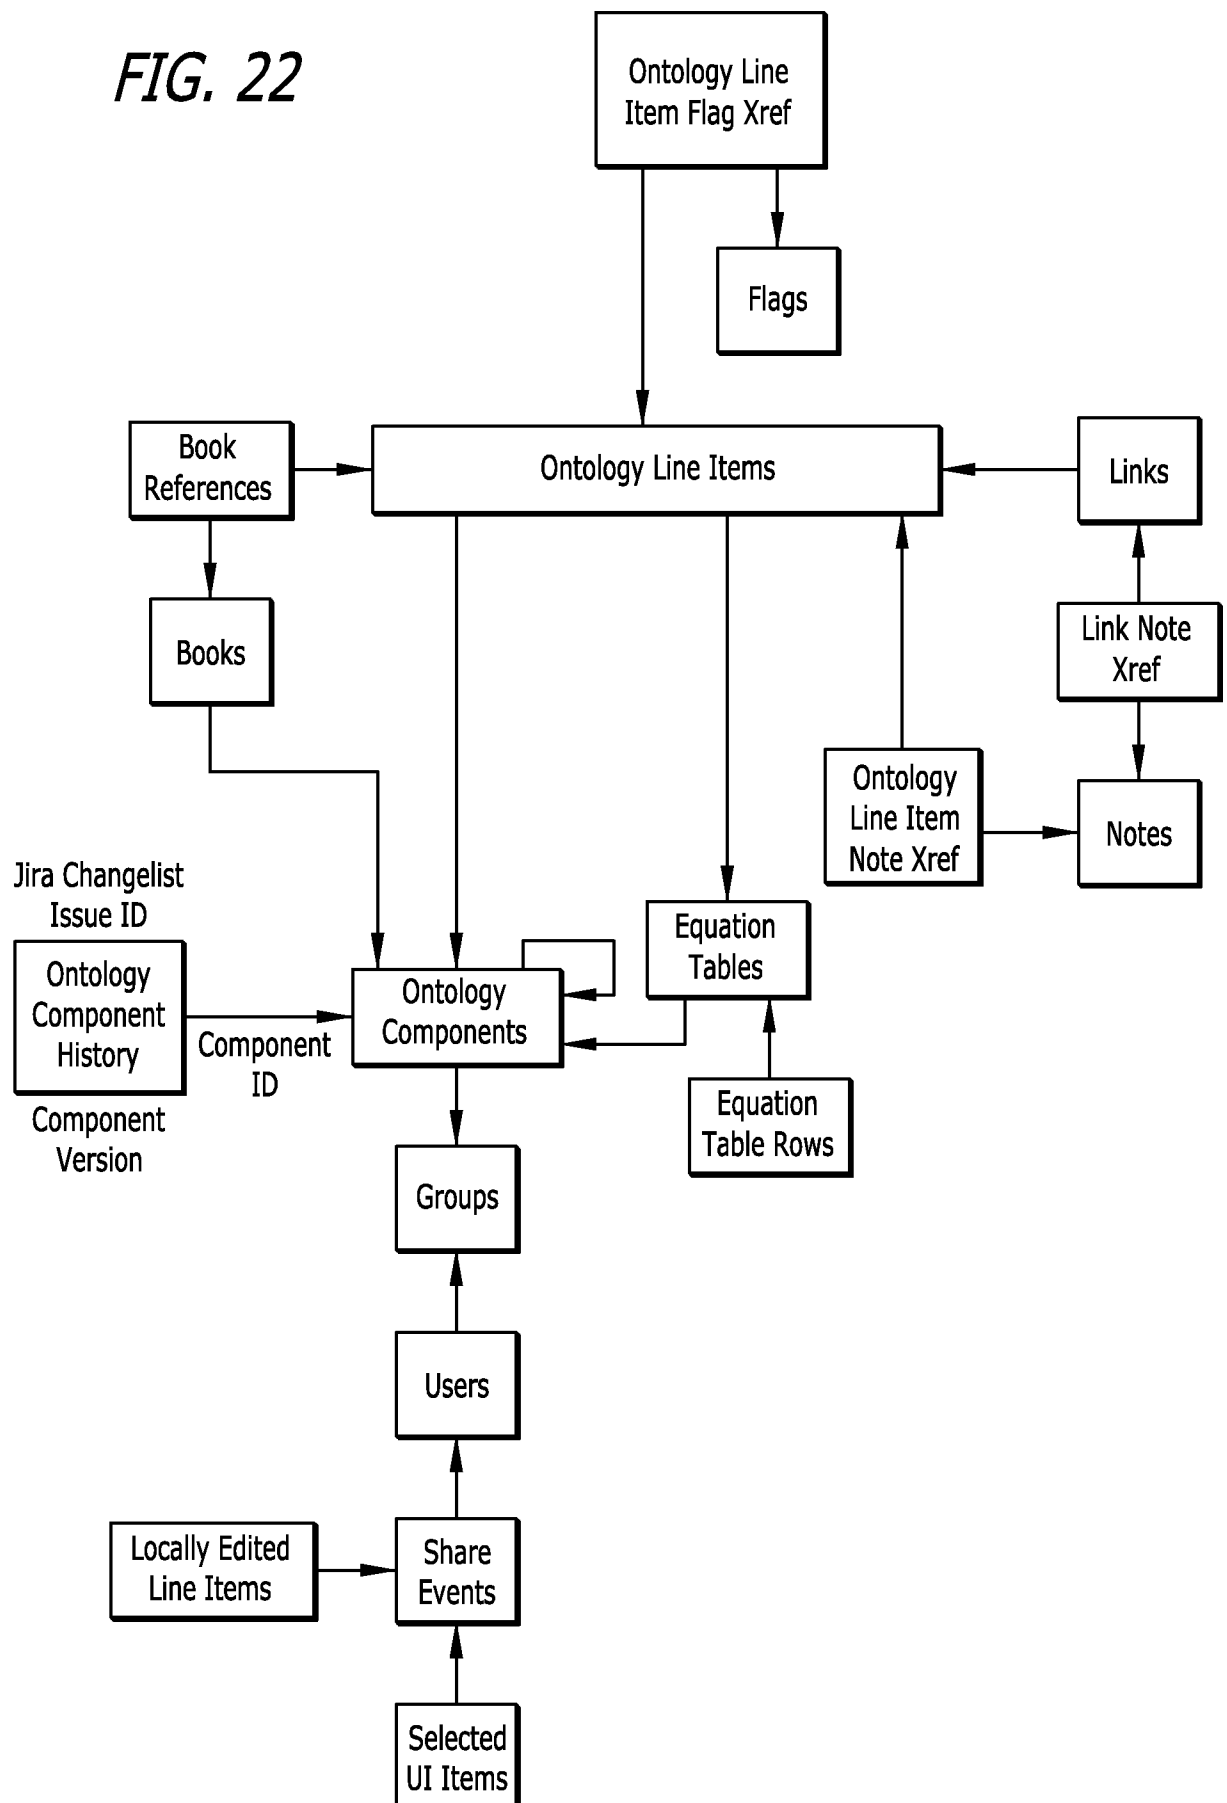 FIG. 22
Ontology Line
Item Flag Xref
Flags
Book
References
Ontology Line Items
Links
Books
Link Note
Xref
Ontology
Line Item
Note Xref
Notes
Jira Changelist
Issue ID
Ontology
Component
History
Component
ID
Component
Version
Ontology
Components
Equation
Tables
Equation
Table Rows
Groups
Users
Locally Edited
Line Items
Share
Events
Selected
UI Items